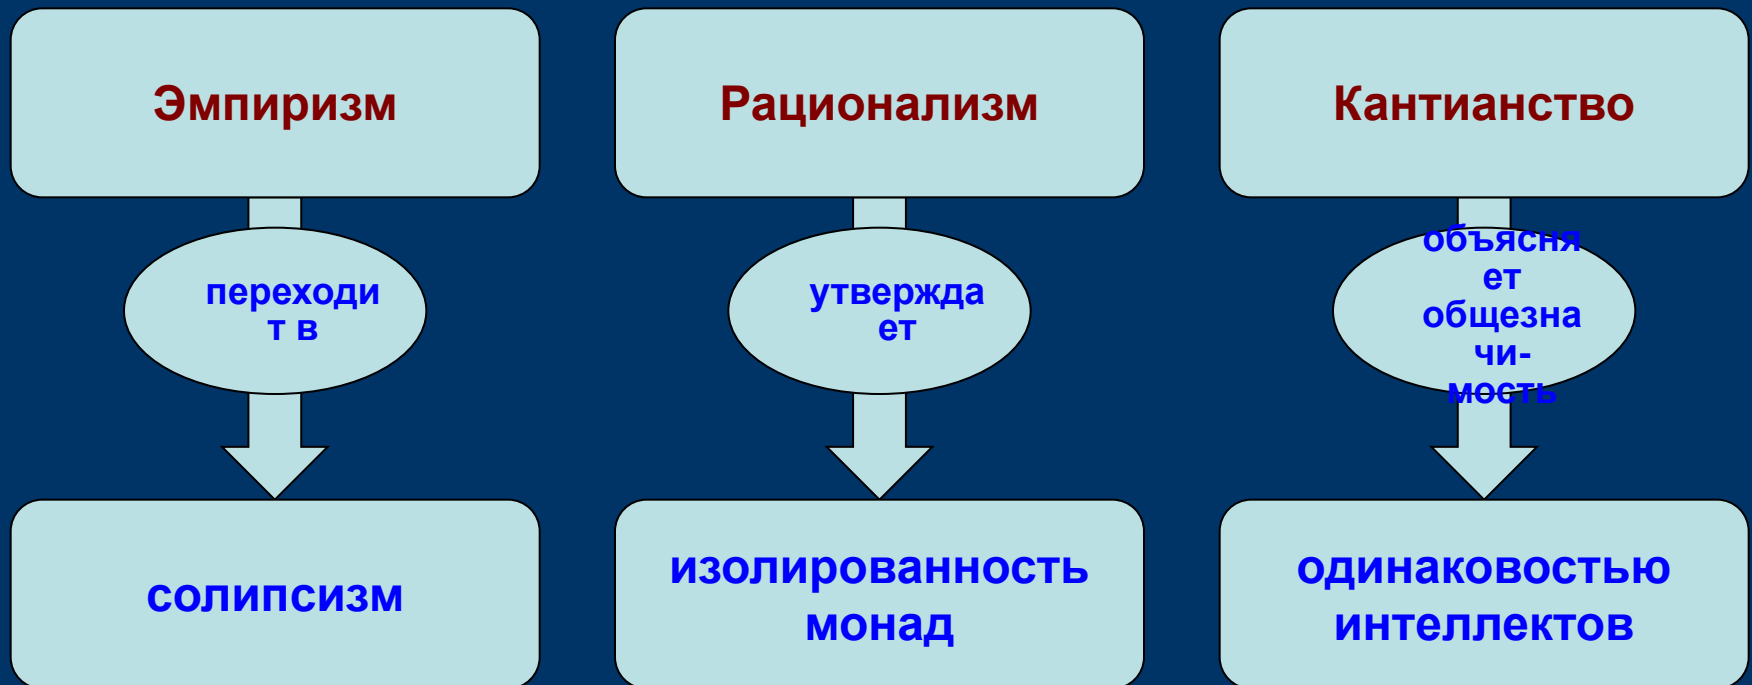 Эмпиризм
Рационализм
Кантианство
переходи
т в
утвержда
ет
объясня
ет
общезна
чи-
мость
солипсизм
изолированность
монад
одинаковостью
интеллектов